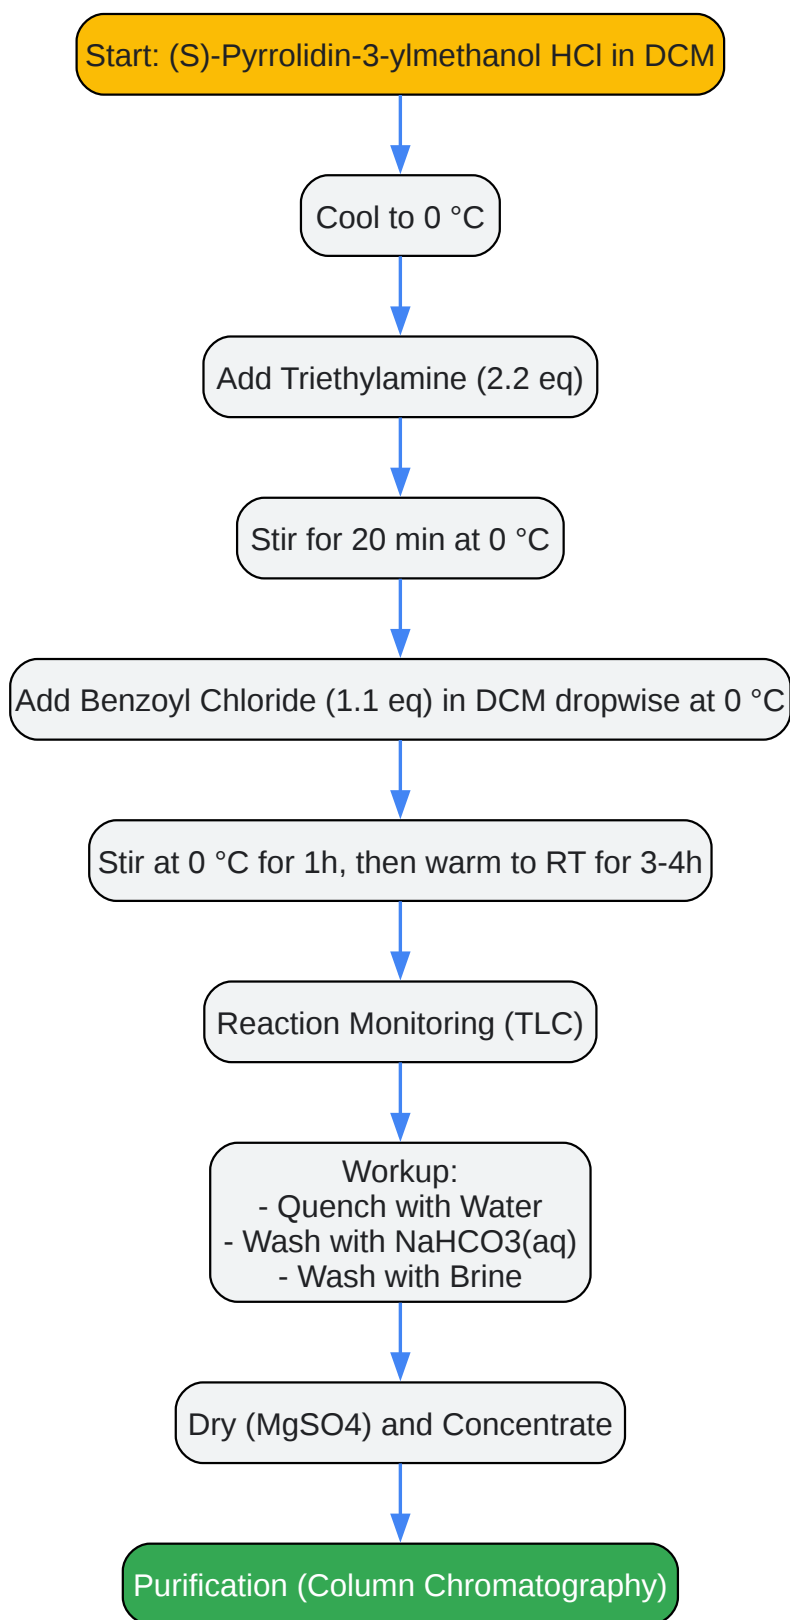 Start: (S)-Pyrrolidin-3-ylmethanol HCl in DCM
Cool to 0 °C
Add Triethylamine (2.2 eq)
Stir for 20 min at 0 °C
Add Benzoyl Chloride (1.1 eq) in DCM dropwise at 0 °C
Stir at 0 °C for 1h, then warm to RT for 3-4h
Reaction Monitoring (TLC)
Workup:
- Quench with Water
- Wash with NaHCO3(aq)
- Wash with Brine
Dry (MgSO4) and Concentrate
Purification (Column Chromatography)